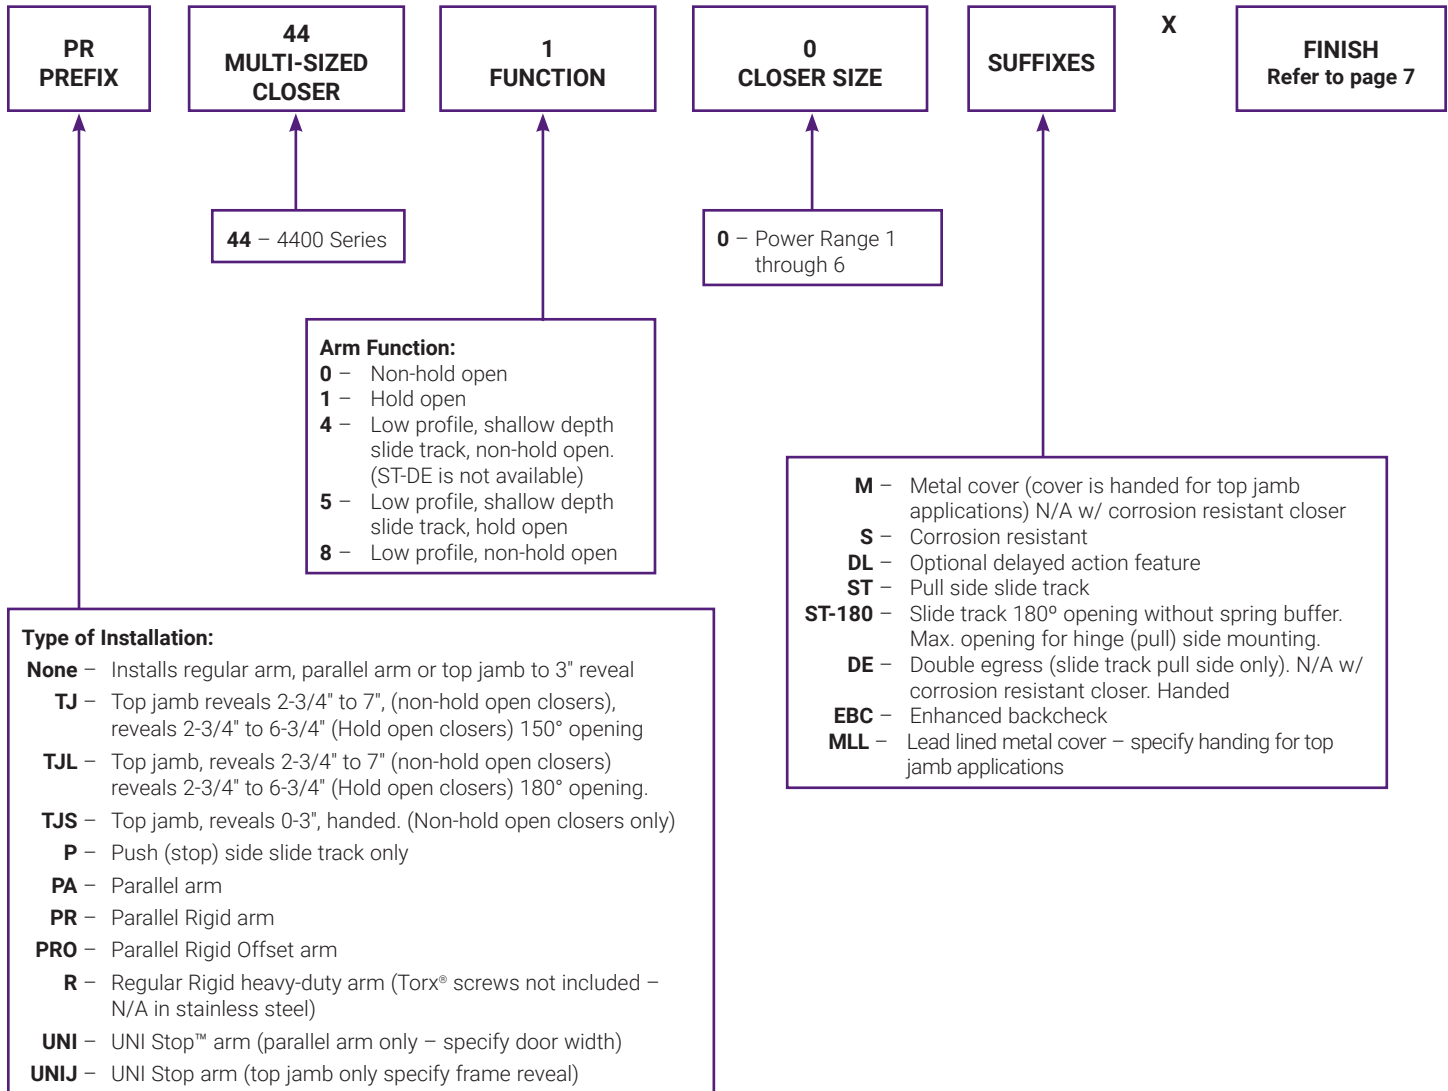 PR
PREFIX
44
MULTI-SIZED
CLOSER
1
FUNCTION
0
CLOSER SIZE
SUFFIXES
X
FINISH
Refer to page 7
44 – 4400 Series
0 – Power Range 1
through 6
Arm Function:
0 – Non-hold open
1 – Hold open
4 – Low profile, shallow depth
slide track, non-hold open.
(ST-DE is not available)
5 – Low profile, shallow depth
slide track, hold open
8 – Low profile, non-hold open
M – Metal cover (cover is handed for top jamb
applications) N/A w/ corrosion resistant closer
S – Corrosion resistant
DL – Optional delayed action feature
ST – Pull side slide track
ST-180 – Slide track 180º opening without spring buffer.
Max. opening for hinge (pull) side mounting.
DE – Double egress (slide track pull side only). N/A w/
corrosion resistant closer. Handed
EBC – Enhanced backcheck
MLL – Lead lined metal cover – specify handing for top
jamb applications
Type of Installation:
None – Installs regular arm, parallel arm or top jamb to 3" reveal
TJ – Top jamb reveals 2-3/4" to 7", (non-hold open closers),
reveals 2-3/4" to 6-3/4" (Hold open closers) 150° opening
TJL – Top jamb, reveals 2-3/4" to 7" (non-hold open closers)
reveals 2-3/4" to 6-3/4" (Hold open closers) 180° opening.
TJS – Top jamb, reveals 0-3", handed. (Non-hold open closers only)
P – Push (stop) side slide track only
PA – Parallel arm
PR – Parallel Rigid arm
PRO – Parallel Rigid Offset arm
R – Regular Rigid heavy-duty arm (Torx® screws not included –
N/A in stainless steel)
UNI – UNI Stop™ arm (parallel arm only – specify door width)
UNIJ – UNI Stop arm (top jamb only specify frame reveal)